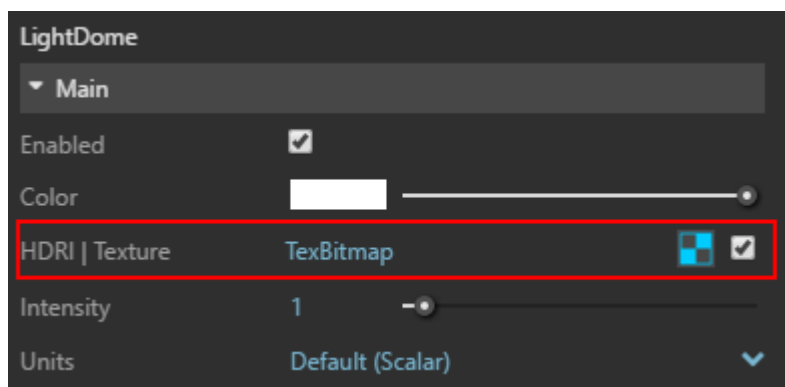 LightDome
Main
Enabled
Color
HDRI | Texture TexBitmap
Intensity 1
Units Default (Scalar)